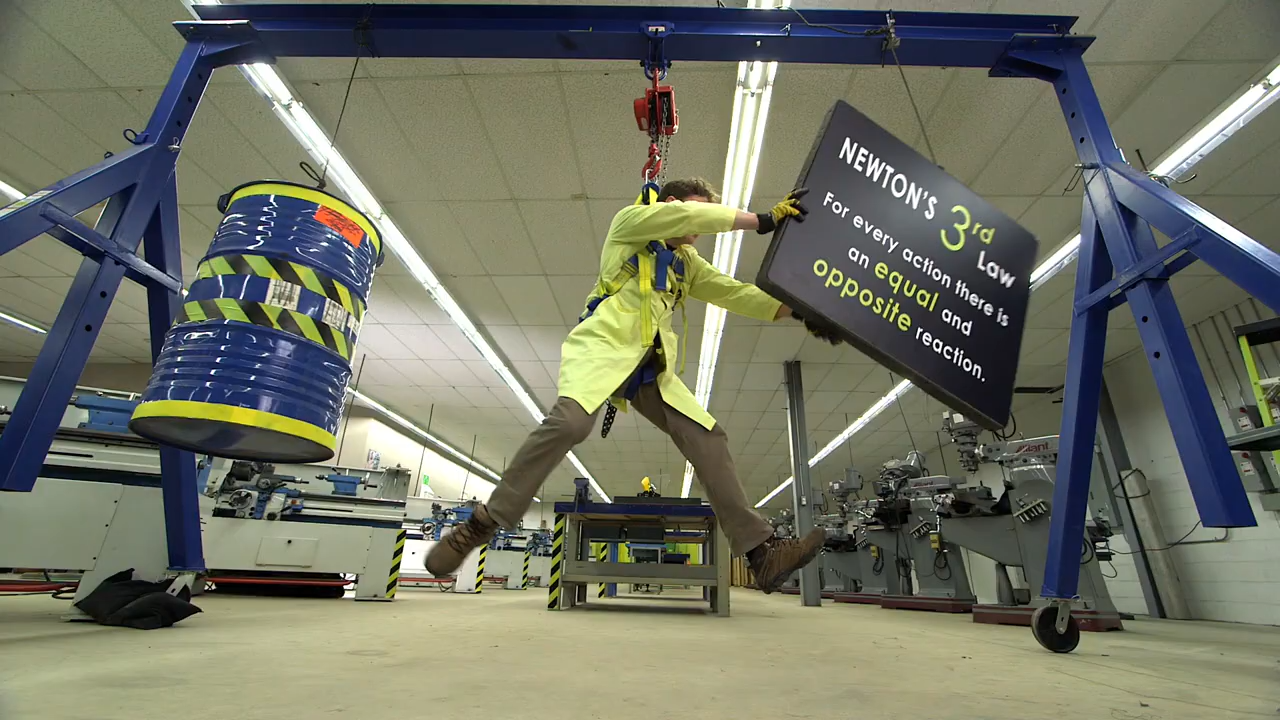 NEWTON'S 3rd Law
For every action there is
an equal and
opposite reaction.